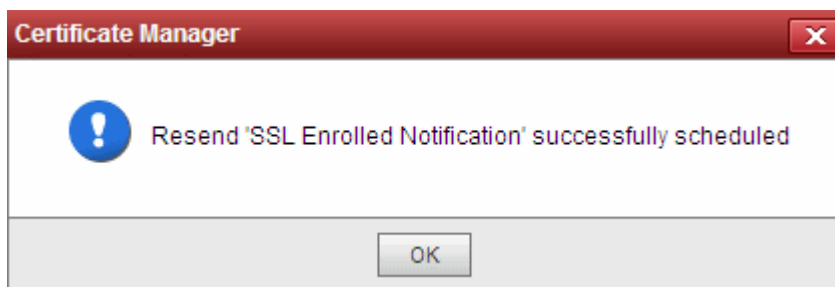 Certificate Manager
Resend 'SSL Enrolled Notification' successfully scheduled
OK